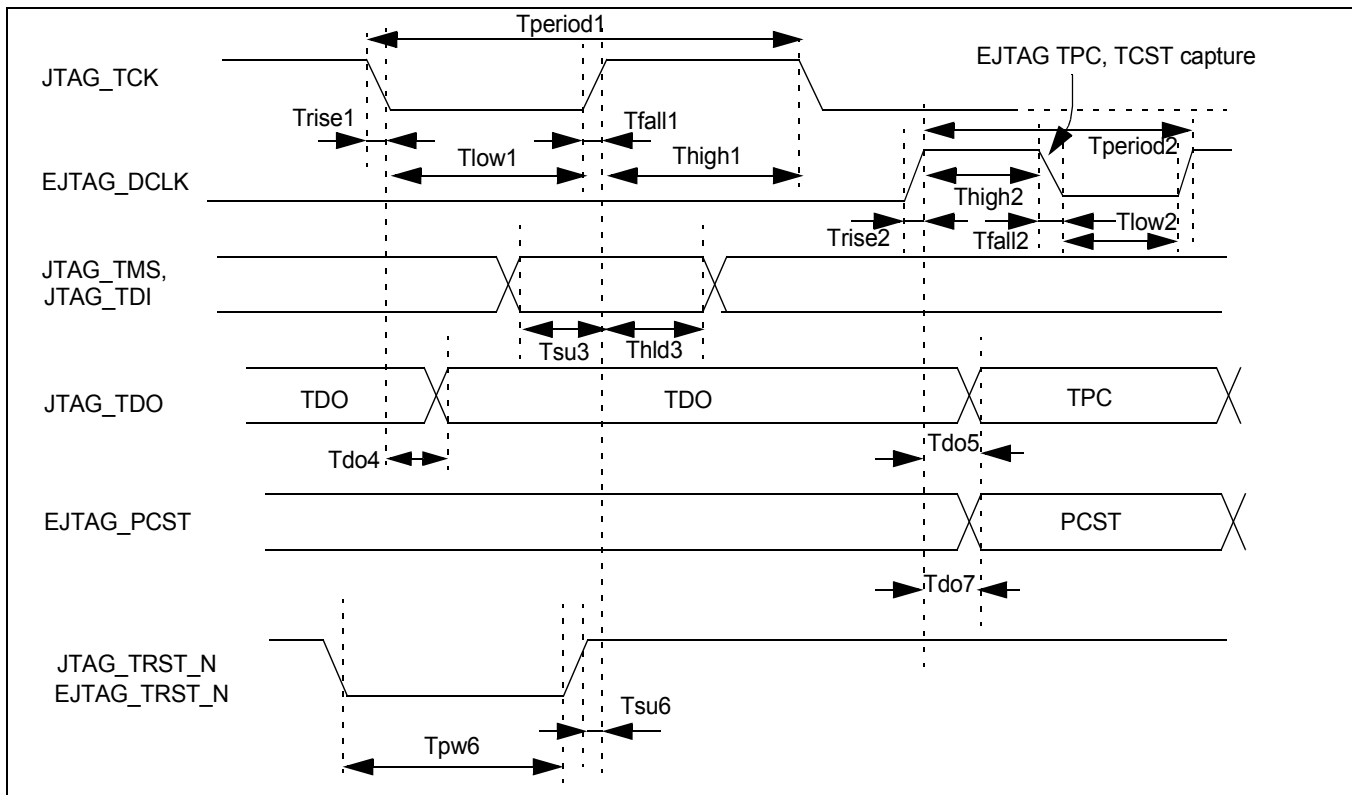 Tperiod1
EJTAG TPC, TCST capture
JTAG_TCK
Trise1
Tfall1
Tperiod2
Tlow1
Thigh1
EJTAG_DCLK
Thigh2
Trise2
Tfall2
Tlow2
JTAG_TMS,
JTAG_TDI
Tsu3
Thld3
JTAG_TDO
TDO
TDO
TPC
Tdo4
Tdo5
EJTAG_PCST
PCST
Tdo7
JTAG_TRST_N
EJTAG_TRST_N
Tsu6
Tpw6